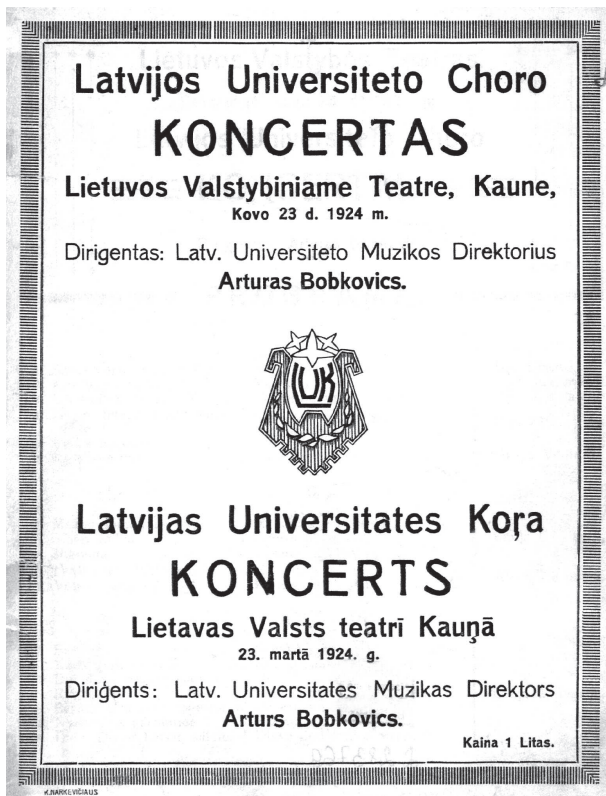 Latvijos Universiteto Choro
KONCERTAS
Lietuvos Valstybiniame Teatre, Kaune,
Kovo 23 d. 1924 m.
Dirigentas: Latv. Universiteto Muzikos Direktorius
Arturas Bobkovics.
LUK
Latvijas Universitates Koŗa
KONCERTS
Lietavas Valsts teatrī Kauņā
23. martā 1924. g.
Diriģents: Latv. Universitates Muzikas Direktors
Arturs Bobkovics.
Kaina 1 Litas.
K.NARKEVIČIAUS